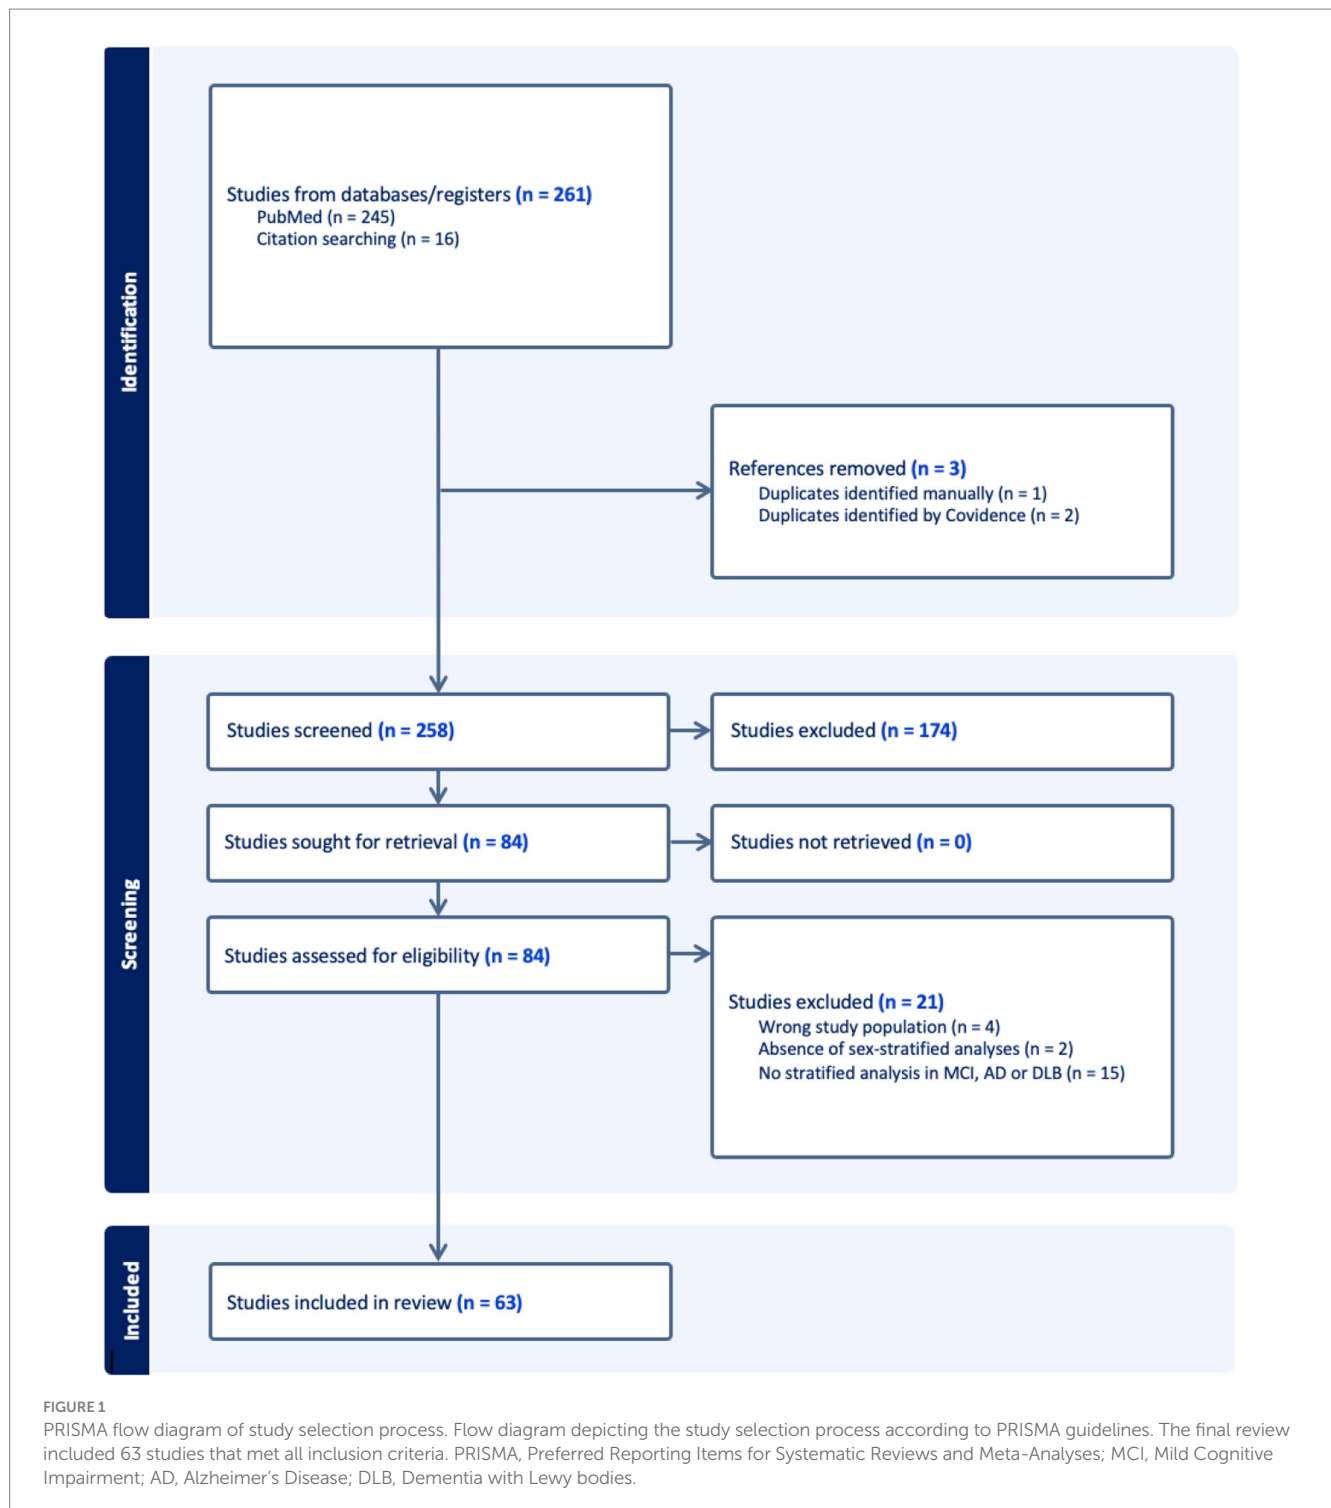 Identification
Studies from databases/registers (n = 261)
PubMed (n = 245)
Citation searching (n = 16)
References removed (n = 3)
Duplicates identified manually (n = 1)
Duplicates identified by Covidence (n = 2)
Screening
Studies screened (n = 258)
Studies excluded (n = 174)
Studies sought for retrieval (n = 84)
Studies not retrieved (n = 0)
Studies assessed for eligibility (n = 84)
Studies excluded (n = 21)
Wrong study population (n = 4)
Absence of sex-stratified analyses (n = 2)
No stratified analysis in MCI, AD or DLB (n = 15)
Included
Studies included in review (n = 63)
FIGURE 1
PRISMA flow diagram of study selection process. Flow diagram depicting the study selection process according to PRISMA guidelines. The final review
included 63 studies that met all inclusion criteria. PRISMA, Preferred Reporting Items for Systematic Reviews and Meta-Analyses; MCI, Mild Cognitive
Impairment; AD, Alzheimer’s Disease; DLB, Dementia with Lewy bodies.